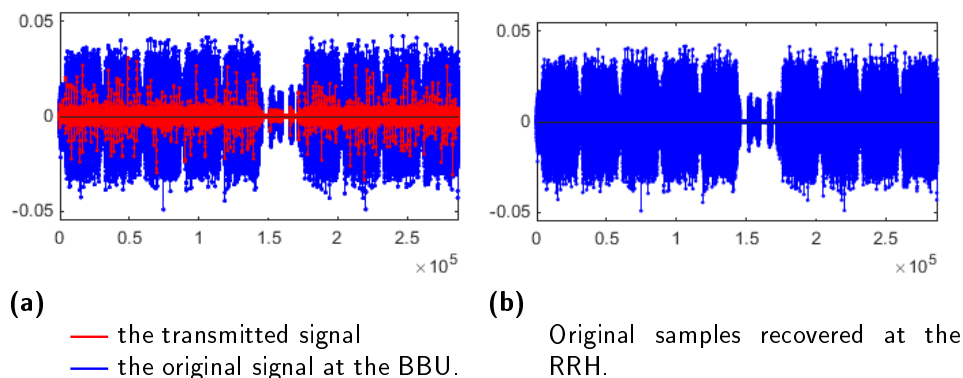 0.05
0
-0.05
0 0.5 1 1.5 2 2.5
×10^5
0.05
0
-0.05
0 0.5 1 1.5 2 2.5
×10^5
(a)
the transmitted signal
the original signal at the BBU.
(b)
Original samples recovered at the
RRH.